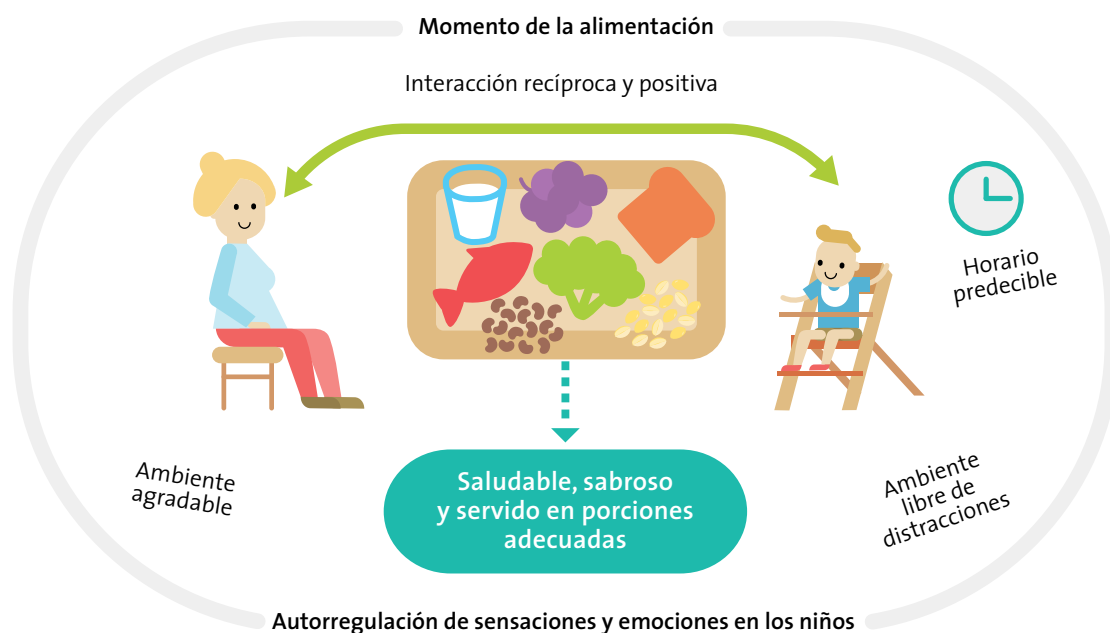 Momento de la alimentación
Interacción recíproca y positiva
Horario
predecible
Ambiente
agradable
Saludable, sabroso
y servido en porciones
adecuadas
Ambiente
libre de
distracciones
Autorregulación de sensaciones y emociones en los niños